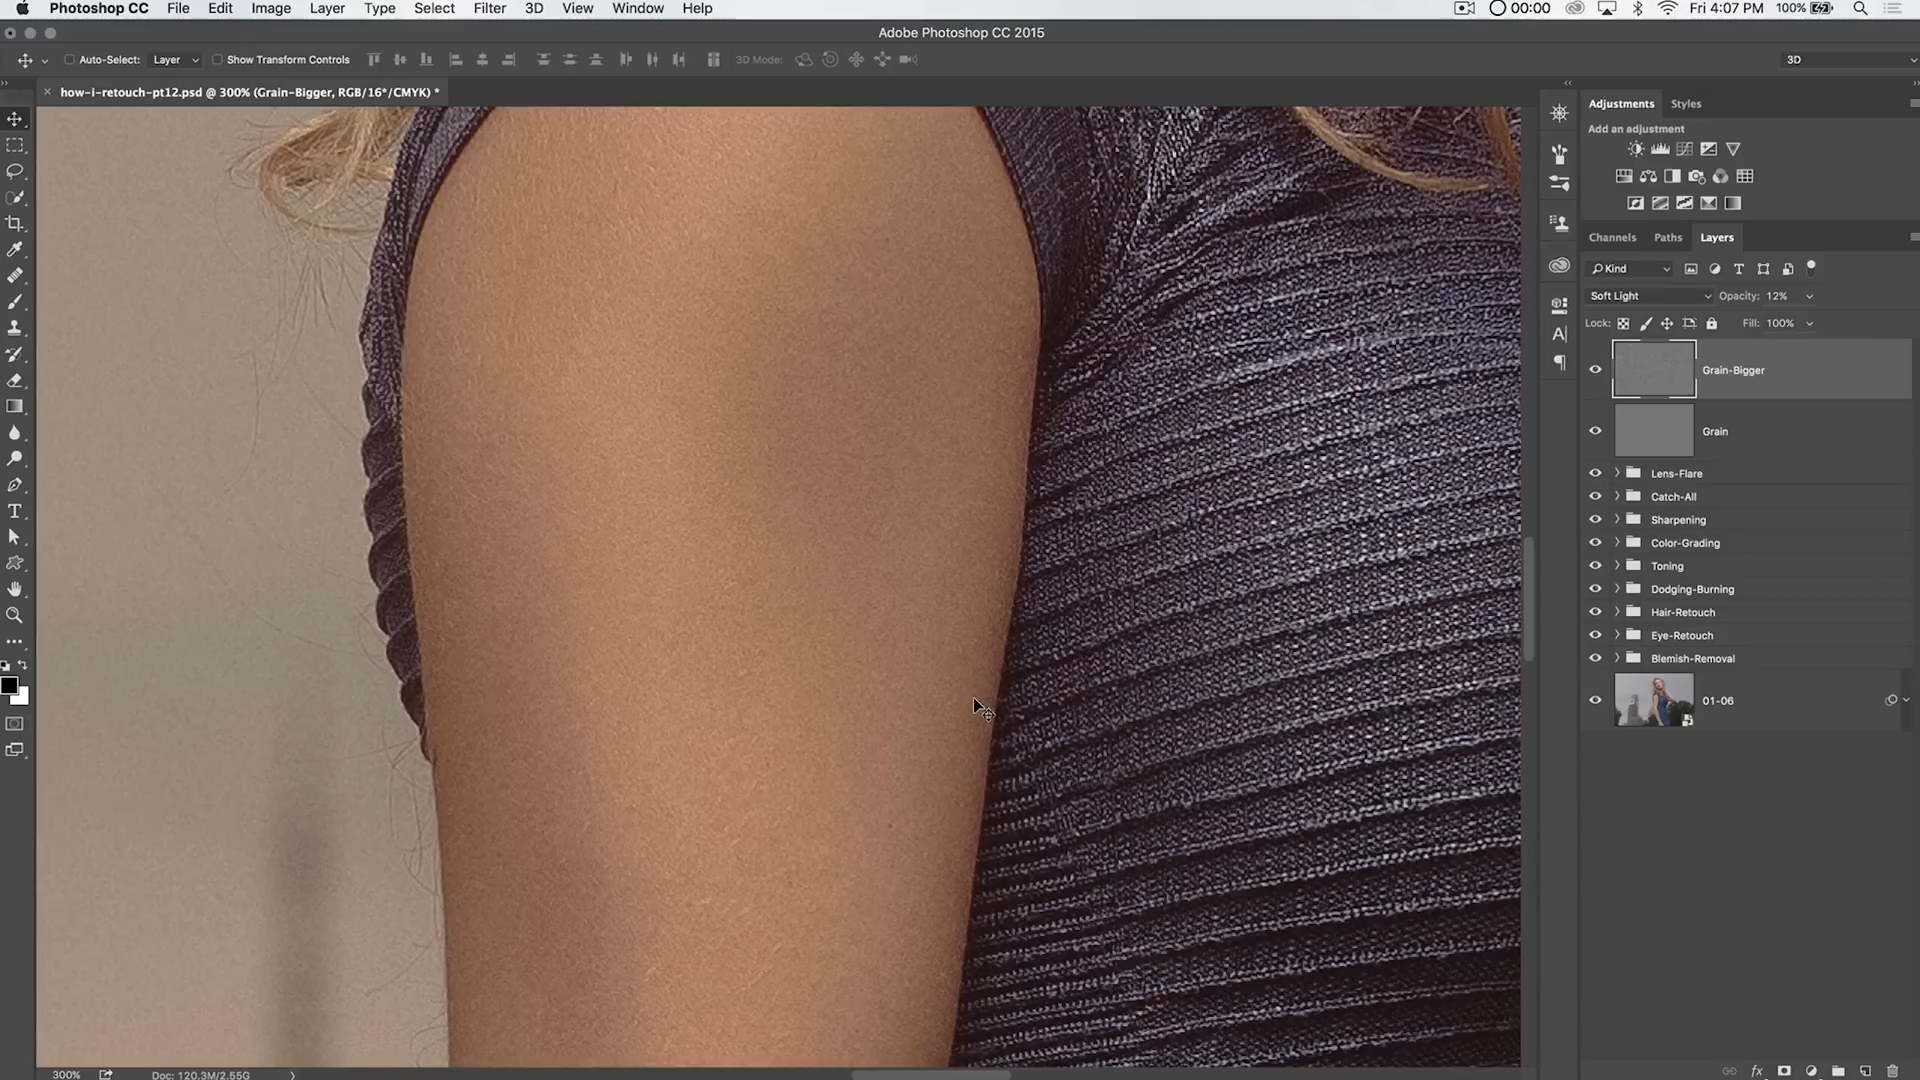 Photoshop CC File Edit Image Layer Type Select Filter 3D View Window Help 00:00 Fri 4:07 PM 100%
Adobe Photoshop CC 2015
Auto-Select: Layer Show Transform Controls 3D Mode: 3D
how-i-retouch-pt12.psd @ 300% (Grain-Bigger, RGB/16*/CMYK) *
Adjustments Styles
Add an adjustment
Channels Paths Layers
Kind
Soft Light Opacity: 12%
Lock: Fill: 100%
Grain-Bigger
Grain
Lens-Flare
Catch-All
Sharpening
Color-Grading
Toning
Dodging-Burning
Hair-Retouch
Eye-Retouch
Blemish-Removal
01-06
300% Doc: 120.3M/2.55G